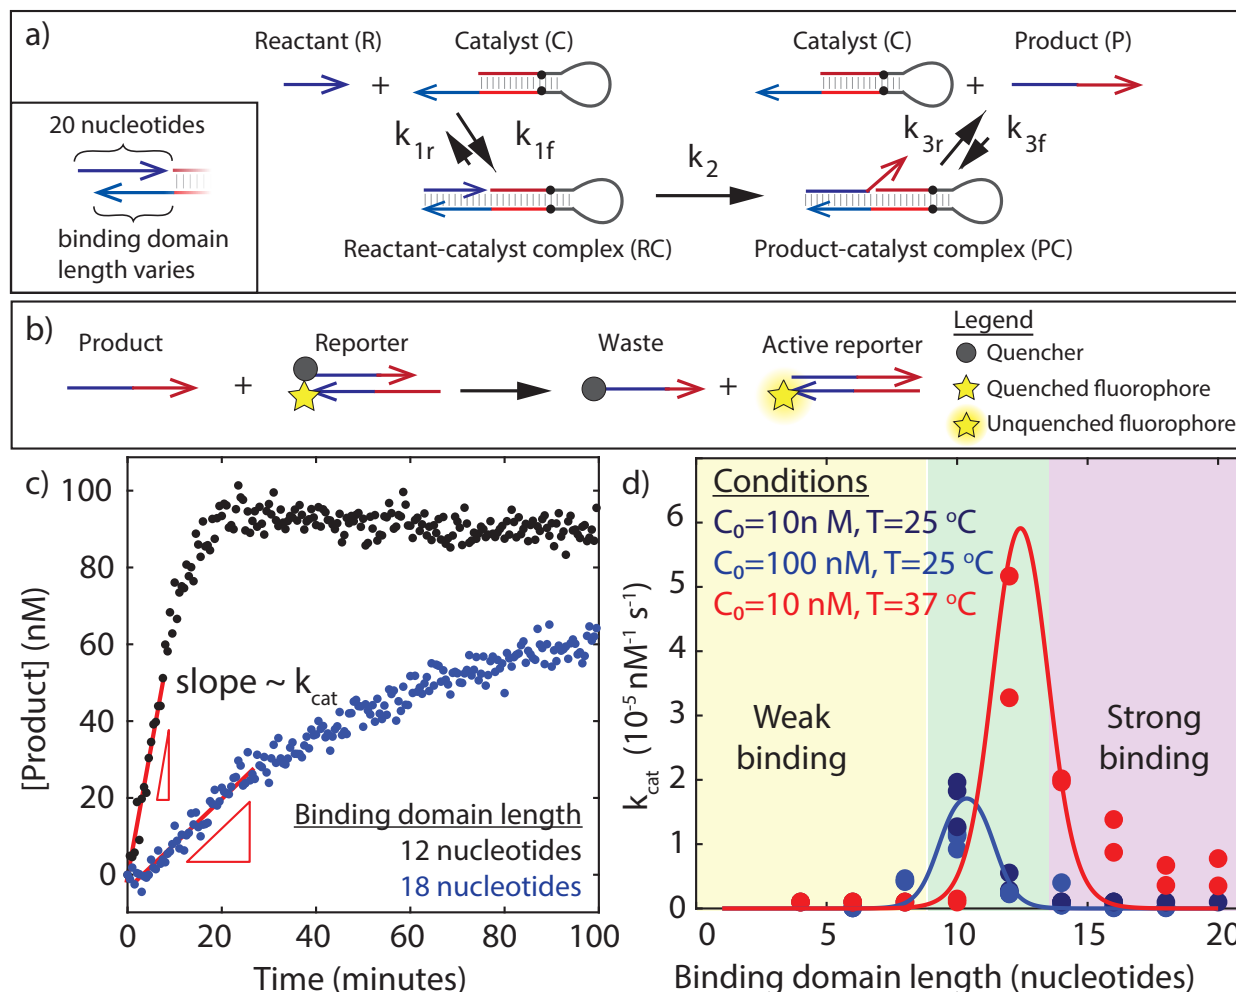 a)
Reactant (R)
Catalyst (C)
Catalyst (C)
Product (P)
+
+
20 nucleotides
binding domain
length varies
k1r
k1f
k2
k3r
k3f
Reactant-catalyst complex (RC)
Product-catalyst complex (PC)
b)
Product
Reporter
Waste
Active reporter
+
+
Legend
Quencher
Quenched fluorophore
Unquenched fluorophore
c)
[Product] (nM)
100
80
60
40
20
0
slope ~ kcat
Binding domain length
12 nucleotides
18 nucleotides
0
20
40
60
80
100
Time (minutes)
d)
kcat (10⁻⁵ nM⁻¹ s⁻¹)
6
5
4
3
2
1
0
Conditions
C₀=10n M, T=25 °C
C₀=100 nM, T=25 °C
C₀=10 nM, T=37 °C
Weak
binding
Strong
binding
0
5
10
15
20
Binding domain length (nucleotides)